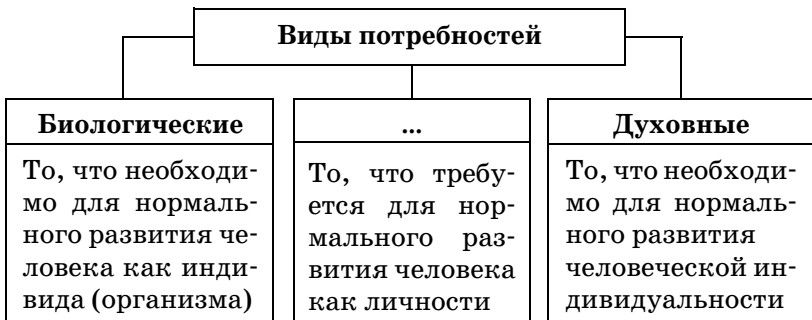 Виды потребностей
Биологические
То, что необходи-
мо для нормаль-
ного развития че-
ловека как инди-
вида (организма)
...
То, что требу-
ется для нор-
мального раз-
вития человека
как личности
Духовные
То, что необходи-
мо для нормаль-
ного развития
человеческой ин-
дивидуальности